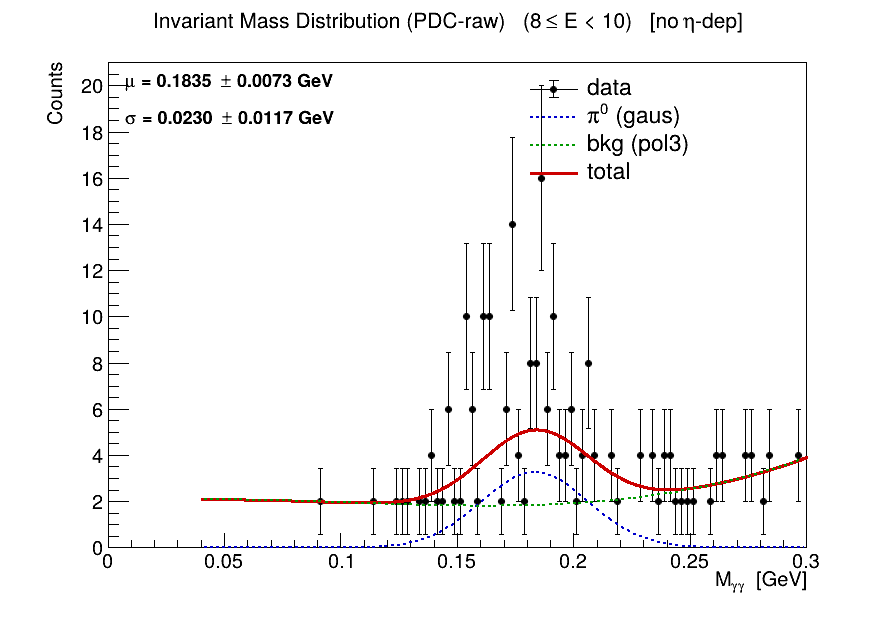 Invariant Mass Distribution (PDC-raw) (8 ≤ E < 10) [no η-dep]
Counts
μ = 0.1835 ± 0.0073 GeV
σ = 0.0230 ± 0.0117 GeV
data
π⁰ (gaus)
bkg (pol3)
total
20
18
16
14
12
10
8
6
4
2
0
0 0.05 0.1 0.15 0.2 0.25 0.3
Mγγ [GeV]